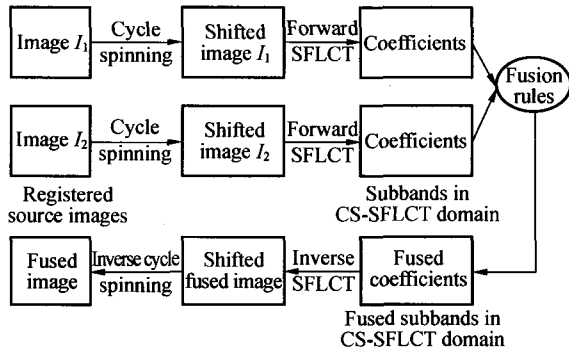 Image I₁
Cycle
spinning
Shifted
image I₁
Forward
SFLCT
Coefficients
Fusion
rules
Image I₂
Cycle
spinning
Shifted
image I₂
Forward
SFLCT
Coefficients
Registered
source images
Subbands in
CS-SFLCT domain
Fused
image
Inverse cycle
spinning
Shifted
fused image
Inverse
SFLCT
Fused
coefficients
Fused subbands in
CS-SFLCT domain